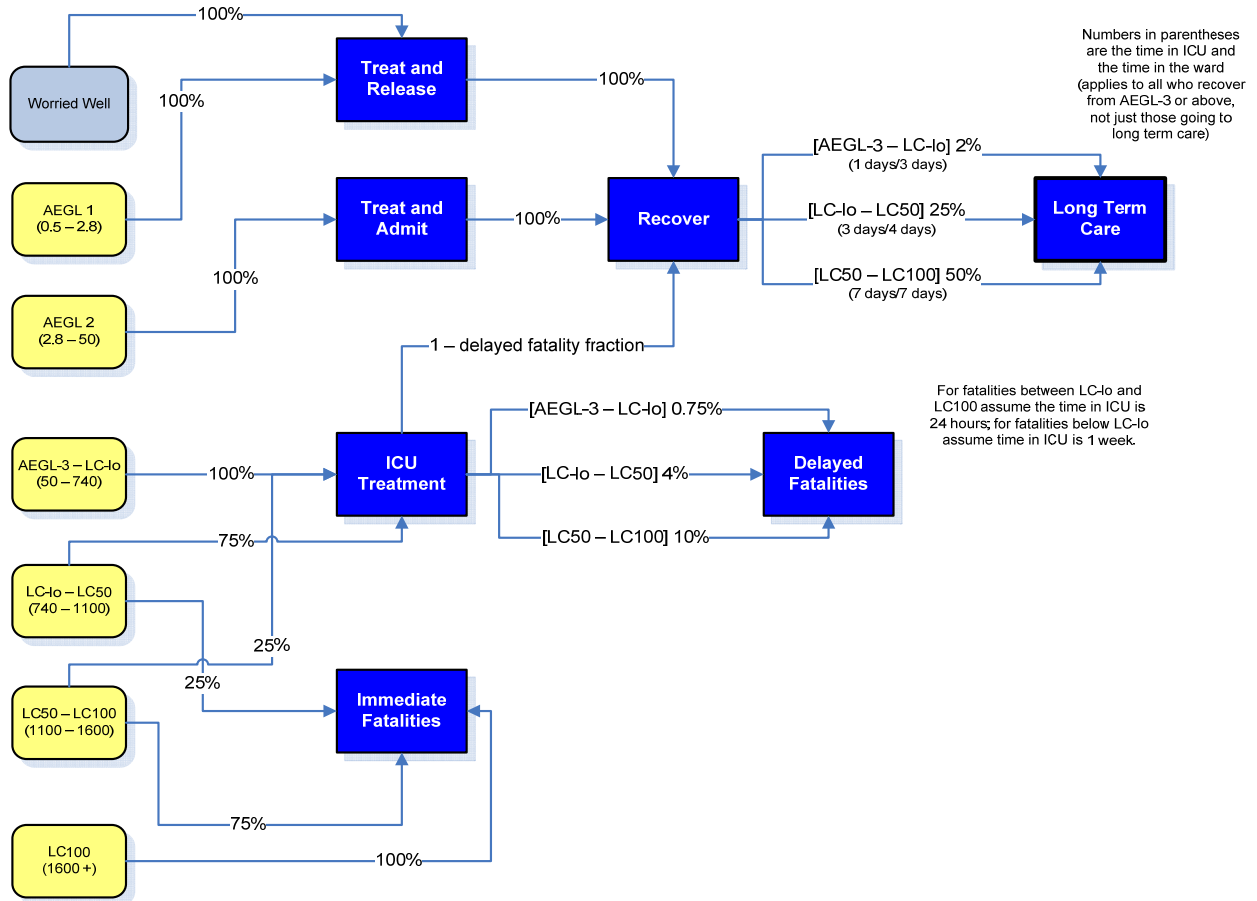 100%
Worried Well
Treat and
Release
100%
100%
Numbers in parentheses
are the time in ICU and
the time in the ward
(applies to all who recover
from AEGL-3 or above,
not just those going to
long term care)
AEGL 1
(0.5 – 2.8)
Treat and
Admit
100%
Recover
[AEGL-3 – LC-lo] 2%
(1 days/3 days)
[LC-lo – LC50] 25%
(3 days/4 days)
[LC50 – LC100] 50%
(7 days/7 days)
Long Term
Care
100%
AEGL 2
(2.8 – 50)
1 – delayed fatality fraction
For fatalities between LC-lo and
LC100 assume the time in ICU is
24 hours; for fatalities below LC-lo
assume time in ICU is 1 week.
AEGL-3 – LC-lo
(50 – 740)
100%
ICU
Treatment
[AEGL-3 – LC-lo] 0.75%
[LC-lo – LC50] 4%
[LC50 – LC100] 10%
Delayed
Fatalities
75%
LC-lo – LC50
(740 – 1100)
25%
25%
LC50 – LC100
(1100 – 1600)
Immediate
Fatalities
75%
LC100
(1600 +)
100%